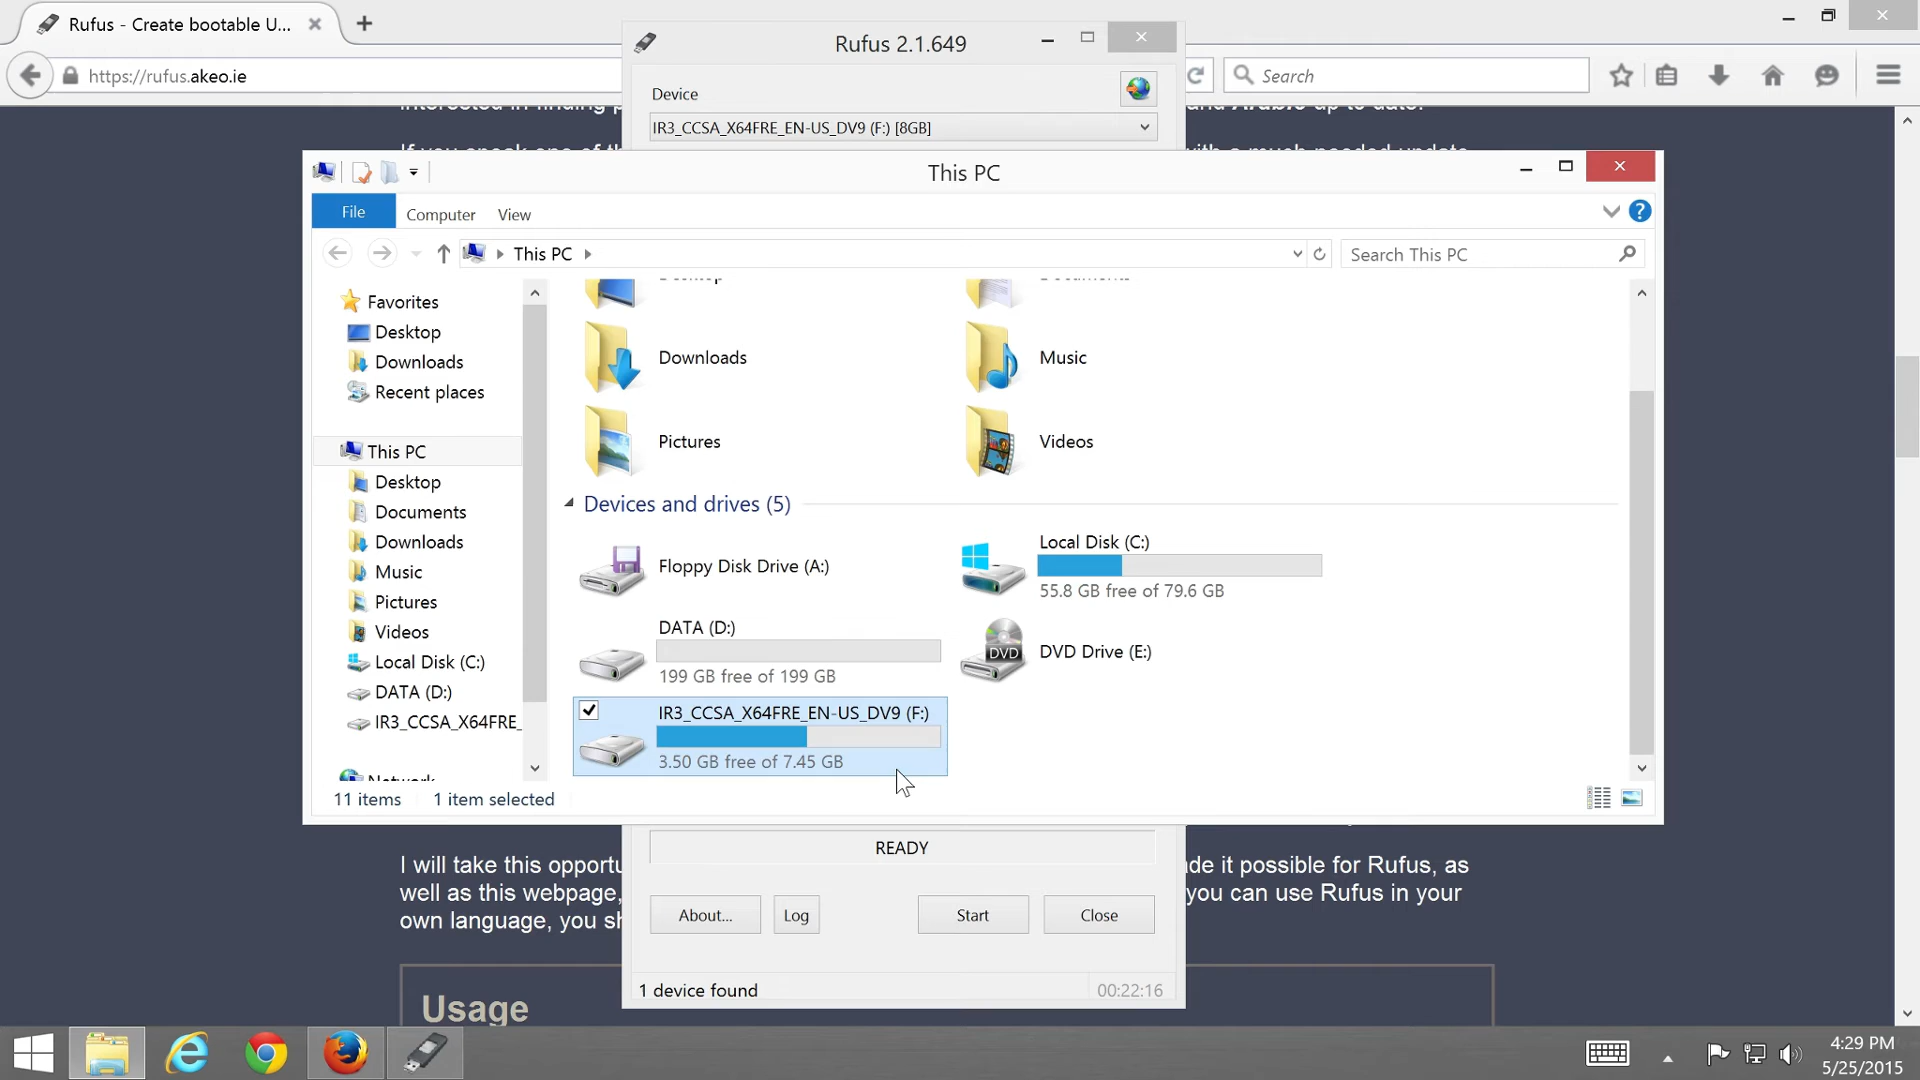 Rufus - Create bootable U...
Rufus 2.1.649
https://rufus.akeo.ie
Search
Device
IR3_CCSA_X64FRE_EN-US_DV9 (F:) [8GB]
This PC
File
Computer
View
This PC
Search This PC
Favorites
Desktop
Downloads
Recent places
This PC
Desktop
Documents
Downloads
Music
Pictures
Videos
Local Disk (C:)
DATA (D:)
IR3_CCSA_X64FRE_
Network
Desktop
Documents
Downloads
Music
Pictures
Videos
Devices and drives (5)
Floppy Disk Drive (A:)
Local Disk (C:)
55.8 GB free of 79.6 GB
DATA (D:)
199 GB free of 199 GB
DVD
DVD Drive (E:)
IR3_CCSA_X64FRE_EN-US_DV9 (F:)
3.50 GB free of 7.45 GB
11 items
1 item selected
READY
I will take this opportu
de it possible for Rufus, as
well as this webpage,
you can use Rufus in your
own language, you sh
About...
Log
Start
Close
1 device found
00:22:16
Usage
4:29 PM
5/25/2015